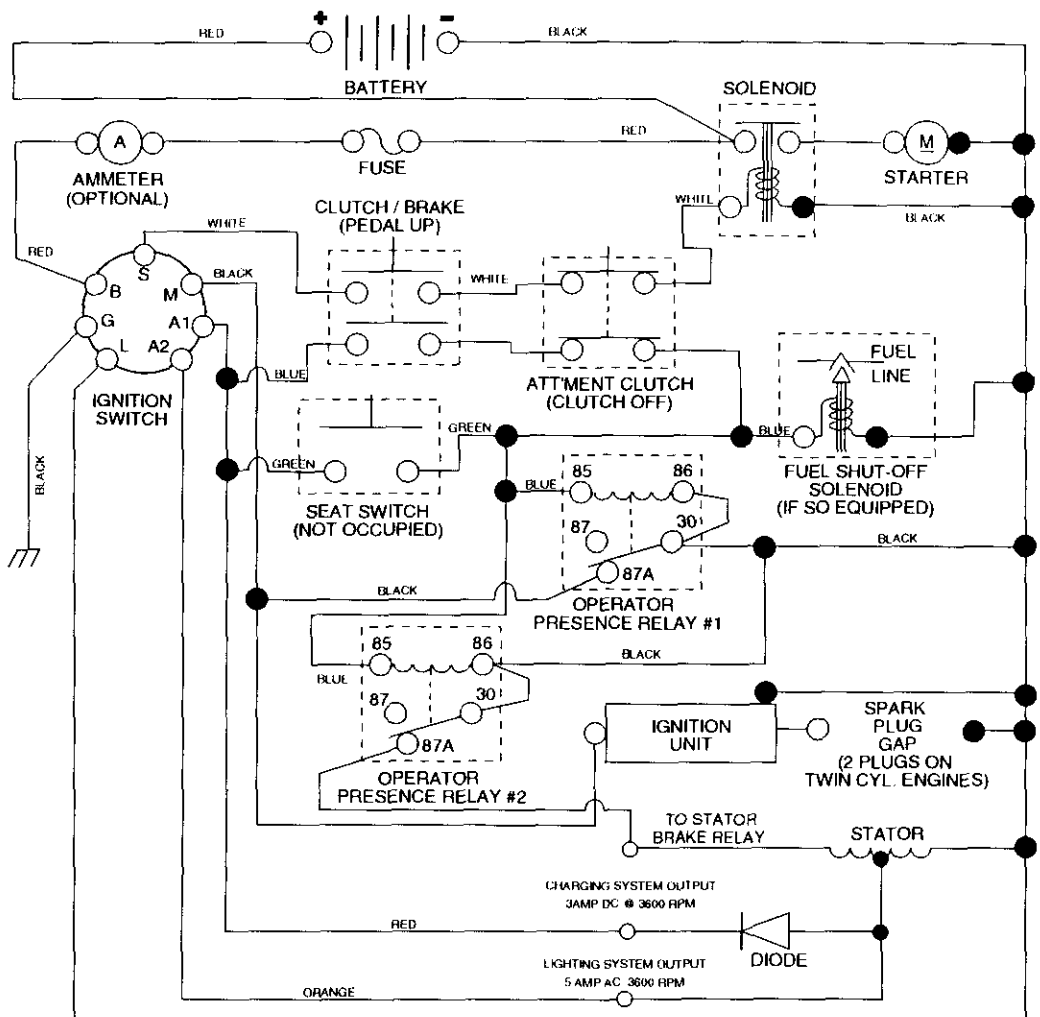 +
-
RED
BLACK
BATTERY
SOLENOID
A
RED
M
AMMETER
(OPTIONAL)
FUSE
STARTER
CLUTCH / BRAKE
(PEDAL UP)
WHITE
BLACK
WHITE
RED
S
BLACK
B
M
WHITE
G
A1
L
A2
FUEL
LINE
BLUE
ATT'MENT CLUTCH
(CLUTCH OFF)
IGNITION
SWITCH
GREEN
BLUE
BLACK
GREEN
85
86
FUEL SHUT-OFF
SOLENOID
(IF SO EQUIPPED)
BLUE
SEAT SWITCH
(NOT OCCUPIED)
87
30
BLACK
87A
BLACK
OPERATOR
PRESENCE RELAY #1
85
86
BLACK
BLUE
87
30
87A
IGNITION
UNIT
SPARK
PLUG
GAP
(2 PLUGS ON
TWIN CYL. ENGINES)
OPERATOR
PRESENCE RELAY #2
TO STATOR
BRAKE RELAY
STATOR
CHARGING SYSTEM OUTPUT
3AMP DC @ 3600 RPM
RED
DIODE
LIGHTING SYSTEM OUTPUT
5 AMP AC 3600 RPM
ORANGE